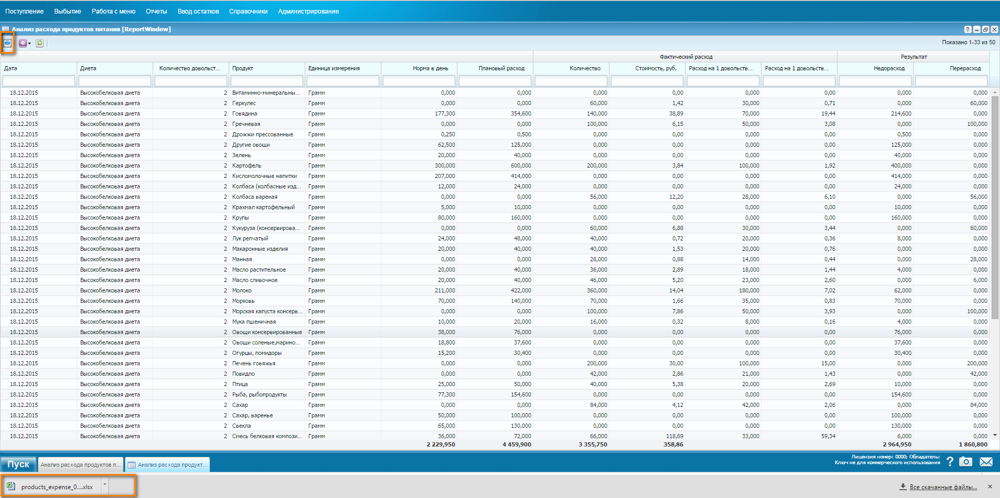 Поступление Выбытие Работа с меню Отчеты Ввод остатков Справочники Администрирование
Анализ расхода продуктов питания [ReportWindow]
Показано 1-33 из 50
Фактический расход Результат
Дата Диета Количество довольст... Продукт Единица измерения Норма в день Плановый расход Количество Стоимость, руб. Расход на 1 довольств... Расход на 1 довольств... Недорасход Перерасход
18.12.2015 Высокобелковая диета 2 Витаминно-минеральны... Грамм 0,000 0,000 0,000 0,00 0,000 0,00 0,000 0,000
18.12.2015 Высокобелковая диета 2 Геркулес Грамм 0,000 0,000 60,000 1,42 30,000 0,71 0,000 60,000
18.12.2015 Высокобелковая диета 2 Говядина Грамм 177,300 354,600 140,000 38,89 70,000 19,44 214,600 0,000
18.12.2015 Высокобелковая диета 2 Гречневая Грамм 0,000 0,000 100,000 6,15 50,000 3,08 0,000 100,000
18.12.2015 Высокобелковая диета 2 Дрожжи прессованные Грамм 0,250 0,500 0,000 0,00 0,000 0,00 0,500 0,000
18.12.2015 Высокобелковая диета 2 Другие овощи Грамм 62,500 125,000 0,000 0,00 0,000 0,00 125,000 0,000
18.12.2015 Высокобелковая диета 2 Зелень Грамм 20,000 40,000 0,000 0,00 0,000 0,00 40,000 0,000
18.12.2015 Высокобелковая диета 2 Картофель Грамм 300,000 600,000 200,000 3,84 100,000 1,92 400,000 0,000
18.12.2015 Высокобелковая диета 2 Кисломолочные напитки Грамм 207,000 414,000 0,000 0,00 0,000 0,00 414,000 0,000
18.12.2015 Высокобелковая диета 2 Колбаса (колбасные изд... Грамм 12,000 24,000 0,000 0,00 0,000 0,00 24,000 0,000
18.12.2015 Высокобелковая диета 2 Колбаса вареная Грамм 0,000 0,000 56,000 12,20 28,000 6,10 0,000 56,000
18.12.2015 Высокобелковая диета 2 Крахмал картофельный Грамм 5,000 10,000 0,000 0,00 0,000 0,00 10,000 0,000
18.12.2015 Высокобелковая диета 2 Крупы Грамм 80,000 160,000 0,000 0,00 0,000 0,00 160,000 0,000
18.12.2015 Высокобелковая диета 2 Кукуруза (консервирова... Грамм 0,000 0,000 60,000 6,88 30,000 3,44 0,000 60,000
18.12.2015 Высокобелковая диета 2 Лук репчатый Грамм 24,000 48,000 40,000 0,72 20,000 0,36 8,000 0,000
18.12.2015 Высокобелковая диета 2 Макаронные изделия Грамм 20,000 40,000 40,000 1,53 20,000 0,76 0,000 0,000
18.12.2015 Высокобелковая диета 2 Манная Грамм 0,000 0,000 28,000 0,88 14,000 0,44 0,000 28,000
18.12.2015 Высокобелковая диета 2 Масло растительное Грамм 20,000 40,000 36,000 2,89 18,000 1,44 4,000 0,000
18.12.2015 Высокобелковая диета 2 Масло сливочное Грамм 20,000 40,000 46,000 5,20 23,000 2,60 0,000 6,000
18.12.2015 Высокобелковая диета 2 Молоко Грамм 211,000 422,000 360,000 14,04 180,000 7,02 62,000 0,000
18.12.2015 Высокобелковая диета 2 Морковь Грамм 70,000 140,000 70,000 1,66 35,000 0,83 70,000 0,000
18.12.2015 Высокобелковая диета 2 Морская капуста консерв... Грамм 0,000 0,000 100,000 7,86 50,000 3,93 0,000 100,000
18.12.2015 Высокобелковая диета 2 Мука пшеничная Грамм 10,000 20,000 16,000 0,32 8,000 0,16 4,000 0,000
18.12.2015 Высокобелковая диета 2 Овощи консервированные Грамм 38,000 76,000 0,000 0,00 0,000 0,00 76,000 0,000
18.12.2015 Высокобелковая диета 2 Овощи соленые,марино... Грамм 18,800 37,600 0,000 0,00 0,000 0,00 37,600 0,000
18.12.2015 Высокобелковая диета 2 Огурцы, помидоры Грамм 15,200 30,400 0,000 0,00 0,000 0,00 30,400 0,000
18.12.2015 Высокобелковая диета 2 Печень говяжья Грамм 0,000 0,000 200,000 30,00 100,000 15,00 0,000 200,000
18.12.2015 Высокобелковая диета 2 Повидло Грамм 0,000 0,000 42,000 2,86 21,000 1,43 0,000 42,000
18.12.2015 Высокобелковая диета 2 Птица Грамм 25,000 50,000 40,000 5,38 20,000 2,69 10,000 0,000
18.12.2015 Высокобелковая диета 2 Рыба, рыбопродукты Грамм 77,300 154,600 0,000 0,00 0,000 0,00 154,600 0,000
18.12.2015 Высокобелковая диета 2 Сахар Грамм 0,000 0,000 84,000 4,12 42,000 2,06 0,000 84,000
18.12.2015 Высокобелковая диета 2 Сахар, варенье Грамм 50,000 100,000 0,000 0,00 0,000 0,00 100,000 0,000
18.12.2015 Высокобелковая диета 2 Свекла Грамм 65,000 130,000 0,000 0,00 0,000 0,00 130,000 0,000
18.12.2015 Высокобелковая диета 2 Смесь белковая компози... Грамм 36,000 72,000 66,000 118,69 33,000 59,34 6,000 0,000
2 229,950 4 459,900 3 355,750 358,86 2 964,950 1 860,800
Пуск Анализ расхода продуктов п... Анализ расхода продукт...
Лицензия номер: 0000; Обладатель:
Ключ не для коммерческого использования
products_expense_0....xlsx
Все скачанные файлы...